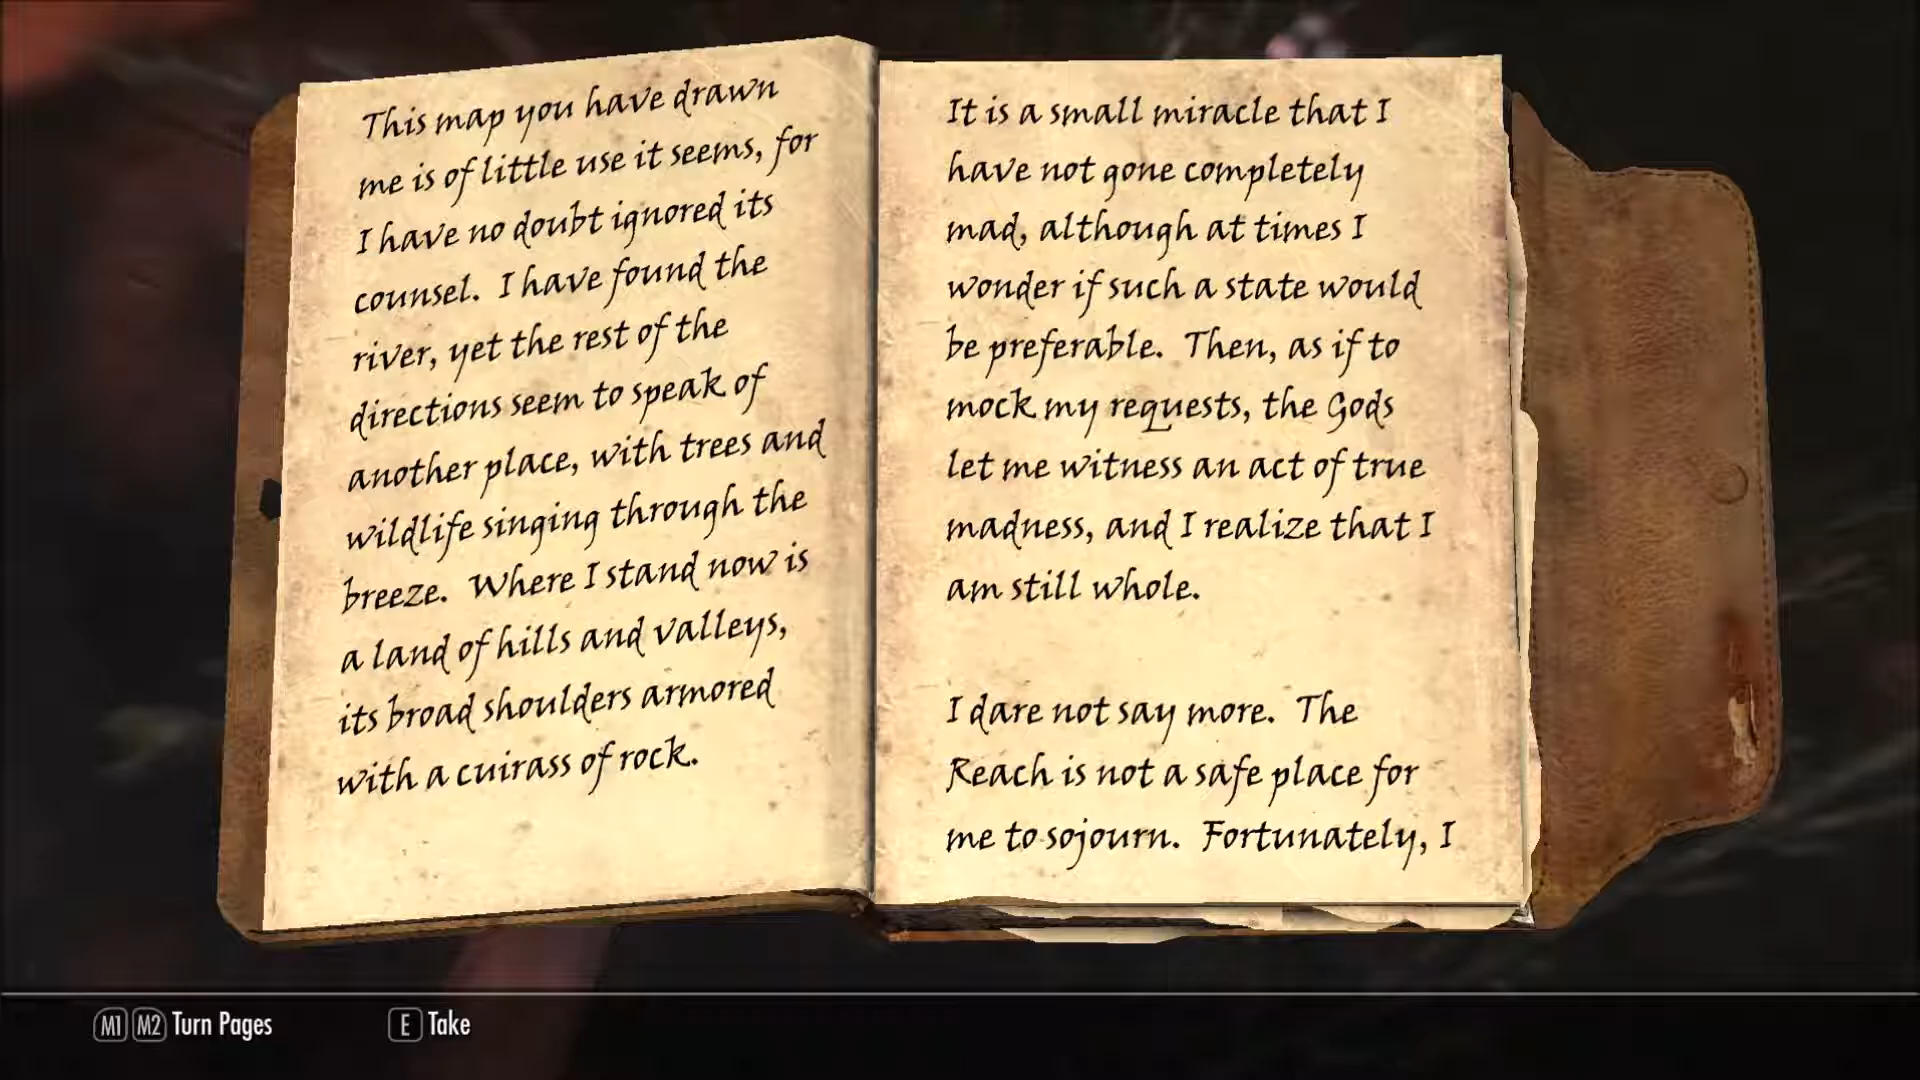 This map you have drawn
me is of little use it seems, for
I have no doubt ignored its
counsel. I have found the
river, yet the rest of the
directions seem to speak of
another place, with trees and
wildlife singing through the
breeze. Where I stand now is
a land of hills and valleys,
its broad shoulders armored
with a cuirass of rock.
It is a small miracle that I
have not gone completely
mad, although at times I
wonder if such a state would
be preferable. Then, as if to
mock my requests, the Gods
let me witness an act of true
madness, and I realize that I
am still whole.
I dare not say more. The
Reach is not a safe place for
me to sojourn. Fortunately, I
M1 M2 Turn Pages
E Take